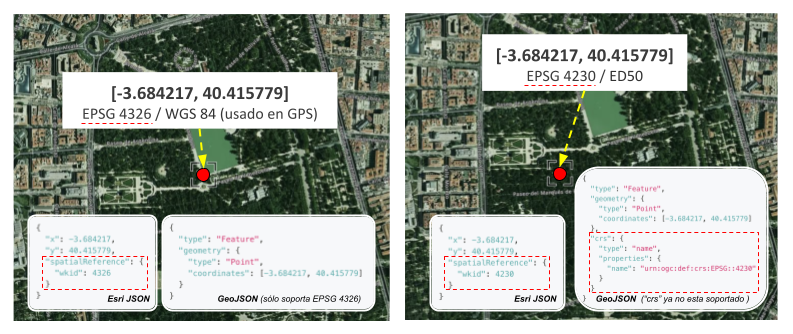 [-3.684217, 40.415779]
EPSG 4326 / WGS 84 (usado en GPS)
{
"x": -3.684217,
"y": 40.415779,
"spatialReference": {
"wkid": 4326
}
}
Esri JSON
{
"type": "Feature",
"geometry": {
"type": "Point",
"coordinates": [-3.684217, 40.415779]
}
}
GeoJSON (sólo soporta EPSG 4326)
[-3.684217, 40.415779]
EPSG 4230 / ED50
{
"x": -3.684217,
"y": 40.415779,
"spatialReference": {
"wkid": 4230
}
}
Esri JSON
{
"type": "Feature",
"geometry": {
"type": "Point",
"coordinates": [-3.684217, 40.415779]
},
"crs": {
"type": "name",
"properties": {
"name": "urn:ogc:def:crs:EPSG::4230"
}
}
}
GeoJSON ("crs" ya no esta soportado )